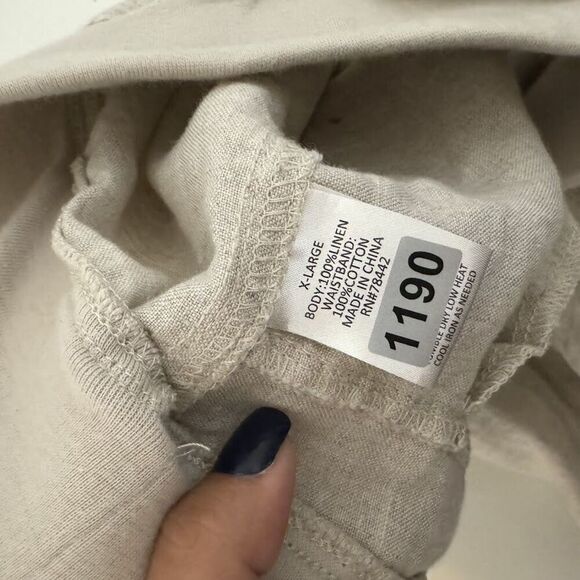 X-LARGE
BODY:100%LINEN
WAISTBAND:
100%COTTON
MADE IN CHINA
RN#78442
1190
DRY LOW HEAT
COOL IRON AS NEEDED